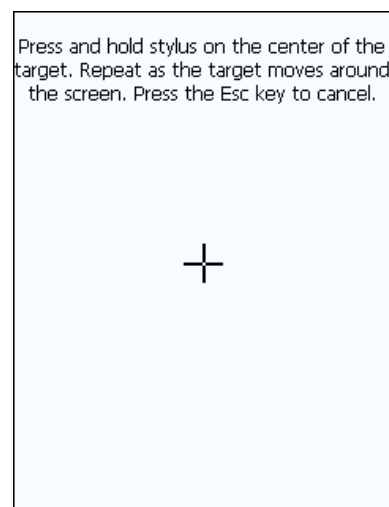 Press and hold stylus on the center of the
target. Repeat as the target moves around
the screen. Press the Esc key to cancel.